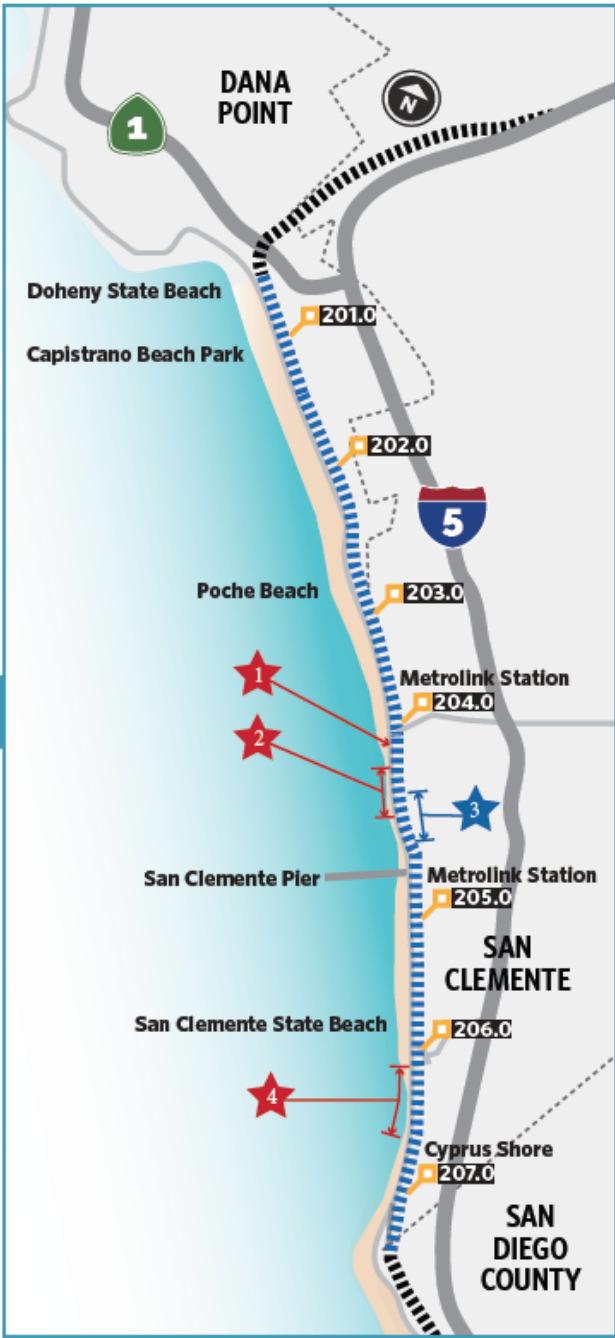 DANA
POINT
N
1
Doheny State Beach
201.0
Capistrano Beach Park
202.0
5
Poche Beach
203.0
1
Metrolink Station
204.0
2
3
San Clemente Pier
Metrolink Station
205.0
SAN
CLEMENTE
San Clemente State Beach
206.0
4
Cyprus Shore
207.0
SAN
DIEGO
COUNTY